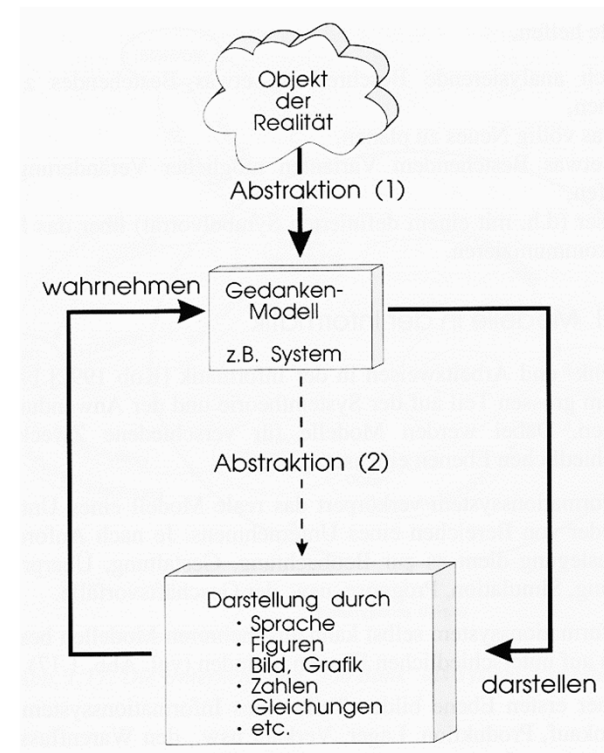 Objekt
der
Realität
Abstraktion (1)
wahrnehmen
Gedanken-
Modell
z.B. System
Abstraktion (2)
Darstellung durch
· Sprache
· Figuren
· Bild, Grafik
· Zahlen
· Gleichungen
etc.
darstellen